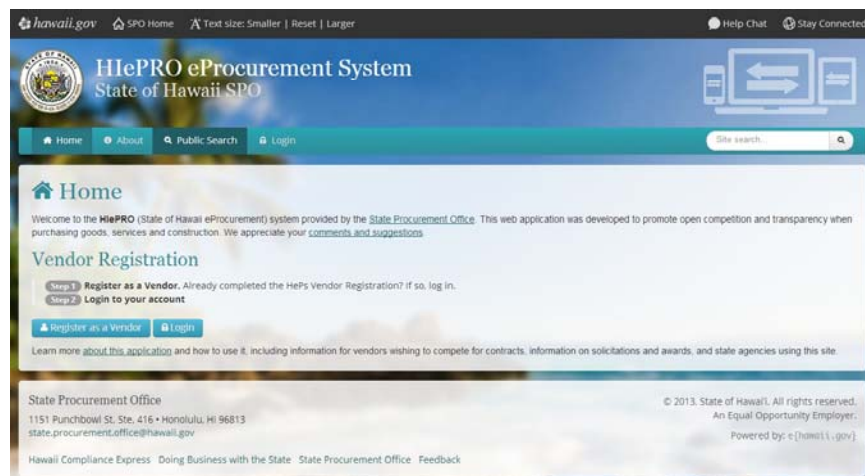 hawaii.gov SPO Home Text size: Smaller | Reset | Larger Help Chat Stay Connected
HIePRO eProcurement System
State of Hawaii SPO
Home About Public Search Login Site search...
Home
Welcome to the HIePRO (State of Hawaii eProcurement) system provided by the State Procurement Office. This web application was developed to promote open competition and transparency when
purchasing goods, services and construction. We appreciate your comments and suggestions.
Vendor Registration
Step 1 Register as a Vendor. Already completed the HePs Vendor Registration? If so, log in.
Step 2 Login to your account
Register as a Vendor Login
Learn more about this application and how to use it, including information for vendors wishing to compete for contracts, information on solicitations and awards, and state agencies using this site.
State Procurement Office
1151 Punchbowl St. Ste. 416 • Honolulu, HI 96813
state.procurement.office@hawaii.gov
Hawaii Compliance Express Doing Business with the State State Procurement Office Feedback
© 2013. State of Hawai'i. All rights reserved.
An Equal Opportunity Employer.
Powered by: e{hawaii.gov}